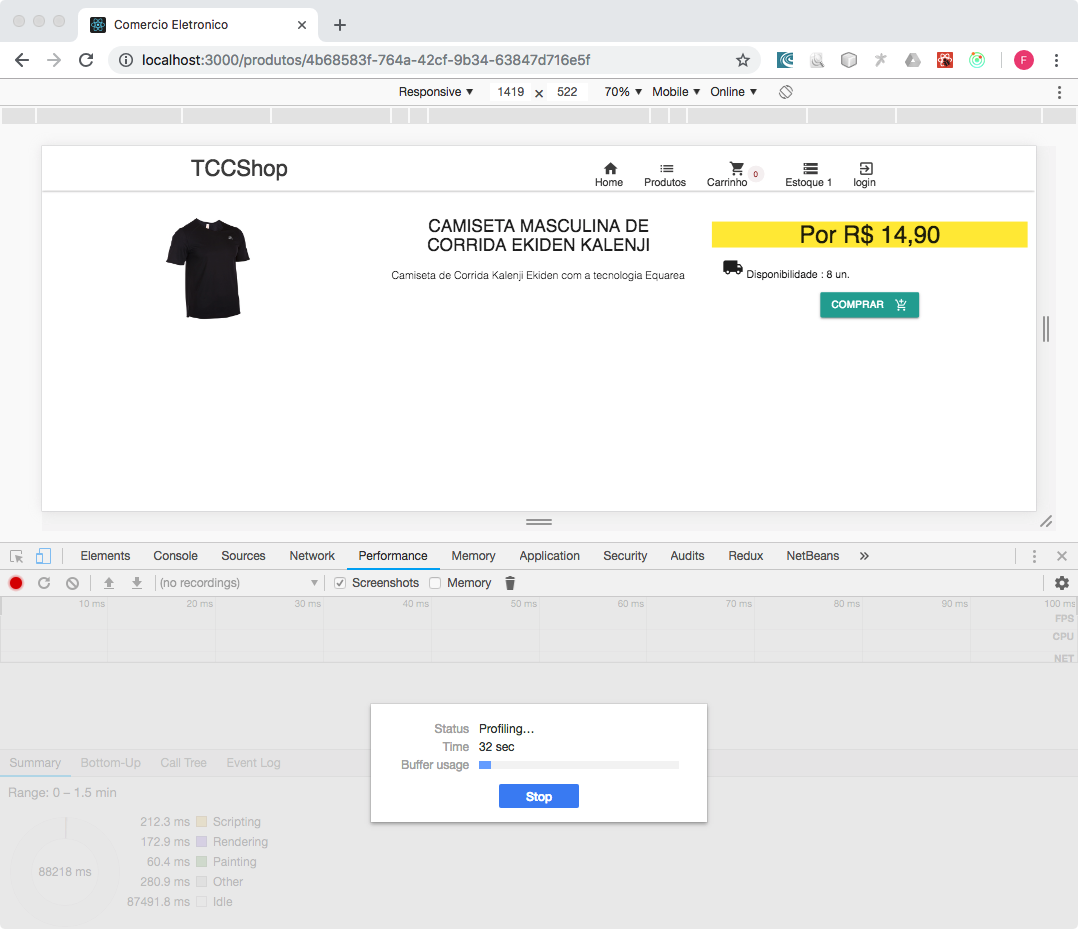 Comercio Eletronico
localhost:3000/produtos/4b68583f-764a-42cf-9b34-63847d716e5f
F
Responsive ▼ 1419 x 522 70% ▼ Mobile ▼ Online ▼
TCCShop
Home Produtos Carrinho 0 Estoque 1 login
CAMISETA MASCULINA DE
CORRIDA EKIDEN KALENJI
Camiseta de Corrida Kalenji Ekiden com a tecnologia Equarea
Por R$ 14,90
Disponibilidade : 8 un.
COMPRAR
Elements Console Sources Network Performance Memory Application Security Audits Redux NetBeans »
(no recordings) ▼ Screenshots Memory
10 ms 20 ms 30 ms 40 ms 50 ms 60 ms 70 ms 80 ms 90 ms 100 ms
FPS
CPU
NET
Status Profiling...
Time 32 sec
Buffer usage
Stop
Summary Bottom-Up Call Tree Event Log
Range: 0 – 1.5 min
88218 ms
212.3 ms Scripting
172.9 ms Rendering
60.4 ms Painting
280.9 ms Other
87491.8 ms Idle